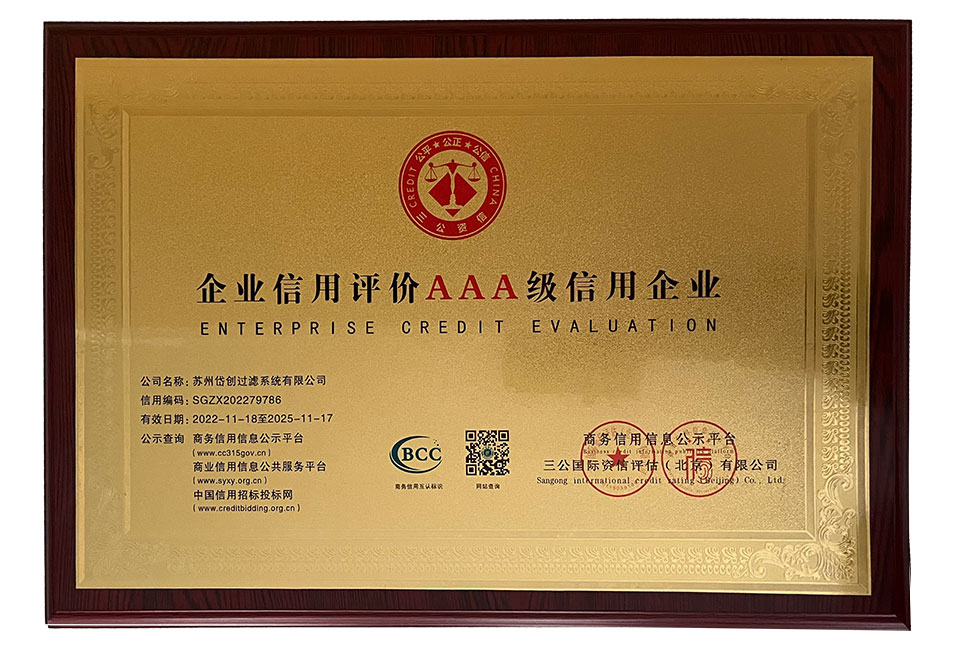 公平★公正★公信
CREDIT CHINA
三公资信
企业信用评价AAA级信用企业
ENTERPRISE CREDIT EVALUATION
公司名称：苏州岱创过滤系统有限公司
信用编码：SGZX202279786
有效日期：2022-11-18至2025-11-17
公示查询 商务信用信息公示平台
(www.cc315gov.cn)
商业信用信息公共服务平台
(www.syxy.org.cn)
中国信用招标投标网
(www.creditbidding.org.cn)
BCC
商务信用互认标识
网站查询
商务信用信息公示平台
Business credit information publicity platform
三公国际资信评估（北京）有限公司
Sangong international credit rating (Beijing) Co., Ltd